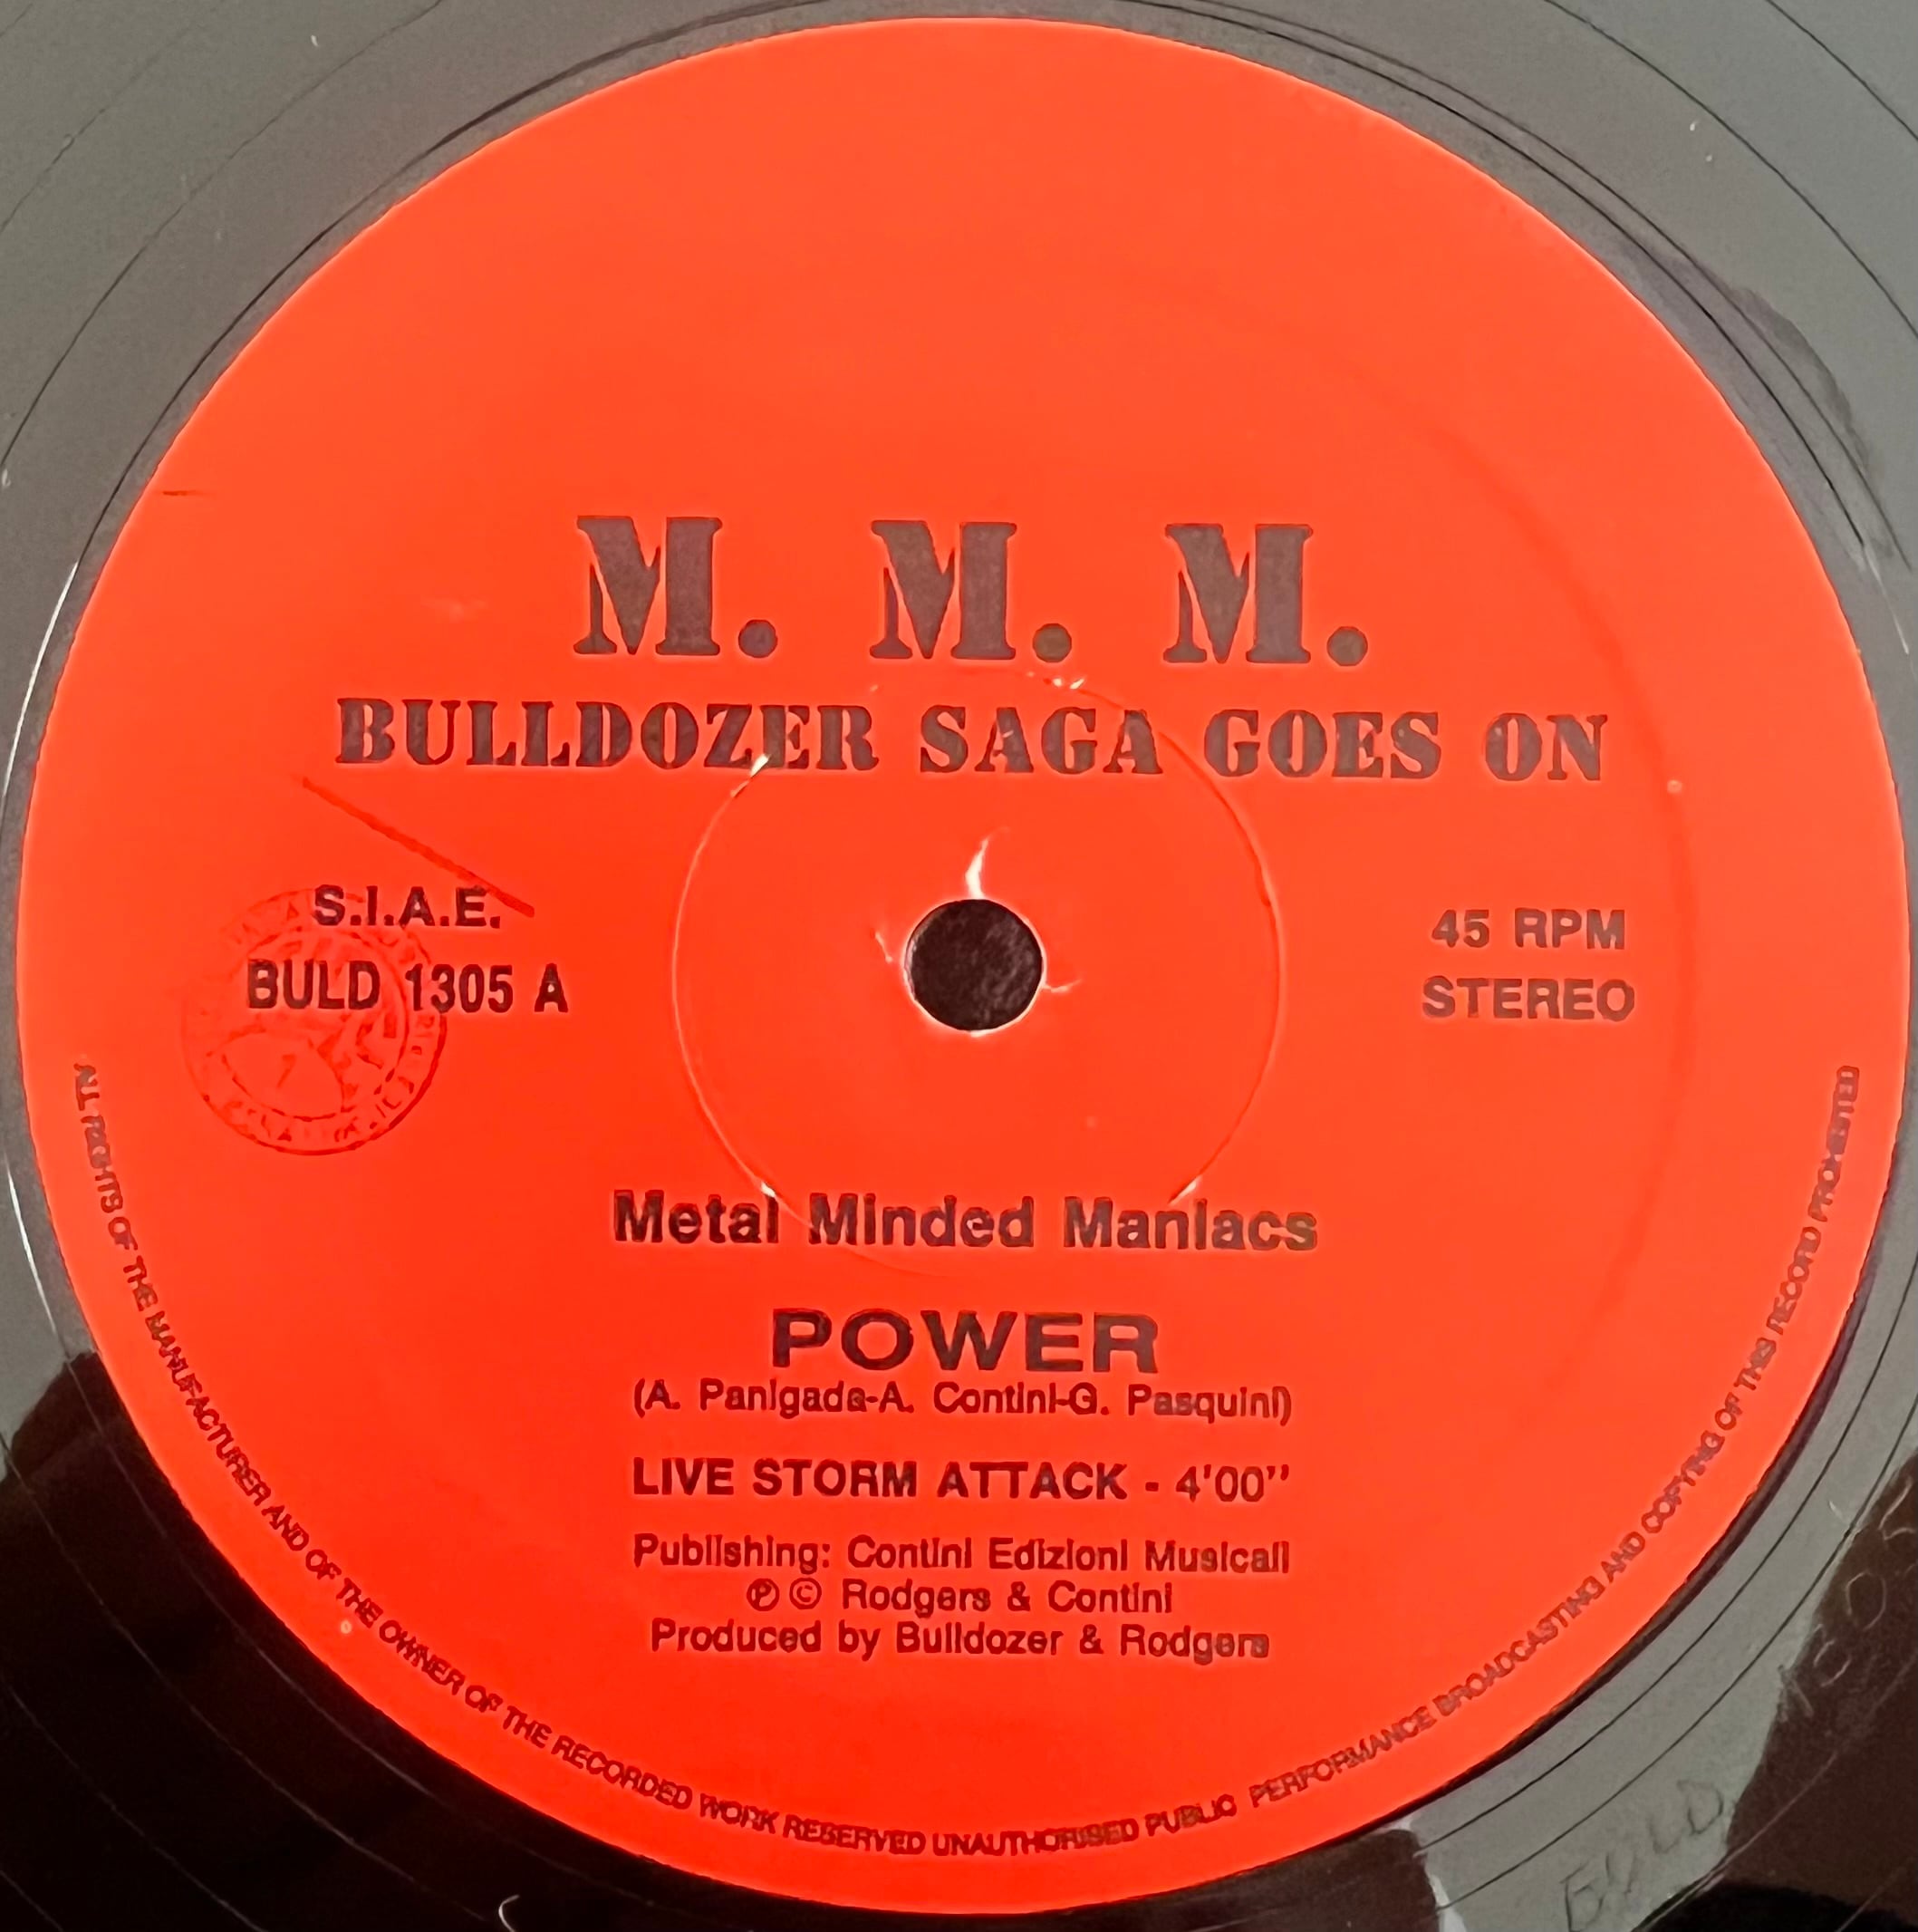 M. M. M.
BULLDOZER SAGA GOES ON
S.I.A.E.
BULD 1305 A
45 RPM
STEREO
Metal Minded Maniacs
POWER
(A. Panigada-A. Contini-G. Pasquini)
LIVE STORM ATTACK - 4'00''
Publishing: Contini Edizioni Musicali
℗ © Rodgers & Contini
Produced by Bulldozer & Rodgers
ALL RIGHTS OF THE MANUFACTURER AND OF THE OWNER OF THE RECORDED WORK RESERVED UNAUTHORISED PUBLIC PERFORMANCE BROADCASTING AND COPYING OF THIS RECORD PROHIBITED